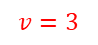 v = 3